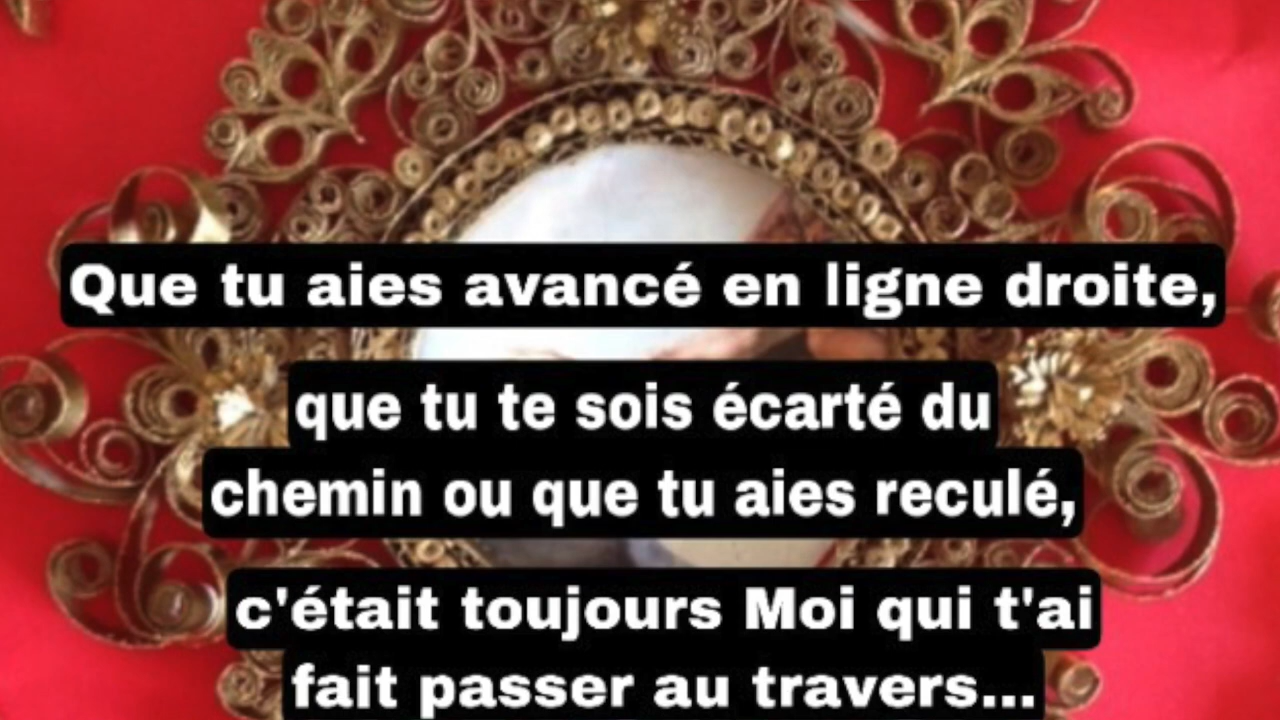 Que tu aies avancé en ligne droite,
que tu te sois écarté du
chemin ou que tu aies reculé,
c'était toujours Moi qui t'ai
fait passer au travers...